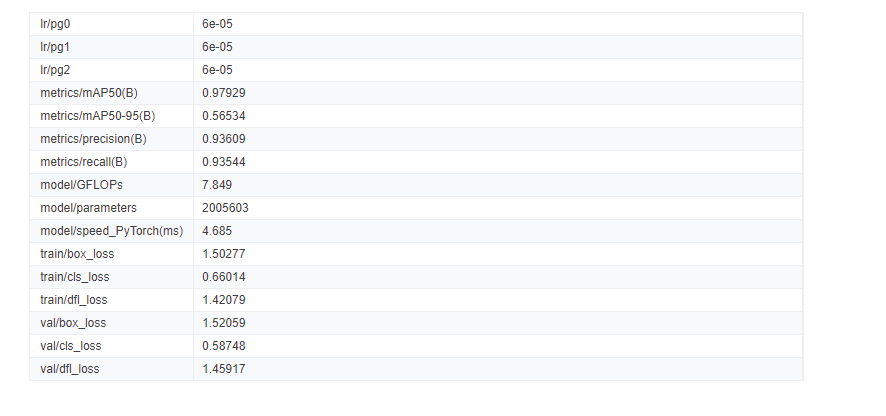 lr/pg0 6e-05
lr/pg1 6e-05
lr/pg2 6e-05
metrics/mAP50(B) 0.97929
metrics/mAP50-95(B) 0.56534
metrics/precision(B) 0.93609
metrics/recall(B) 0.93544
model/GFLOPs 7.849
model/parameters 2005603
model/speed_PyTorch(ms) 4.685
train/box_loss 1.50277
train/cls_loss 0.66014
train/dfl_loss 1.42079
val/box_loss 1.52059
val/cls_loss 0.58748
val/dfl_loss 1.45917